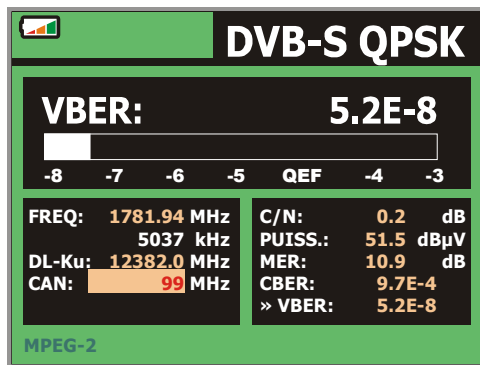 DVB-S QPSK
VBER: 5.2E-8
-8 -7 -6 -5 QEF -4 -3
FREQ: 1781.94 MHz
5037 kHz
DL-Ku: 12382.0 MHz
CAN: 99 MHz
C/N: 0.2 dB
PUISS.: 51.5 dBµV
MER: 10.9 dB
CBER: 9.7E-4
» VBER: 5.2E-8
MPEG-2